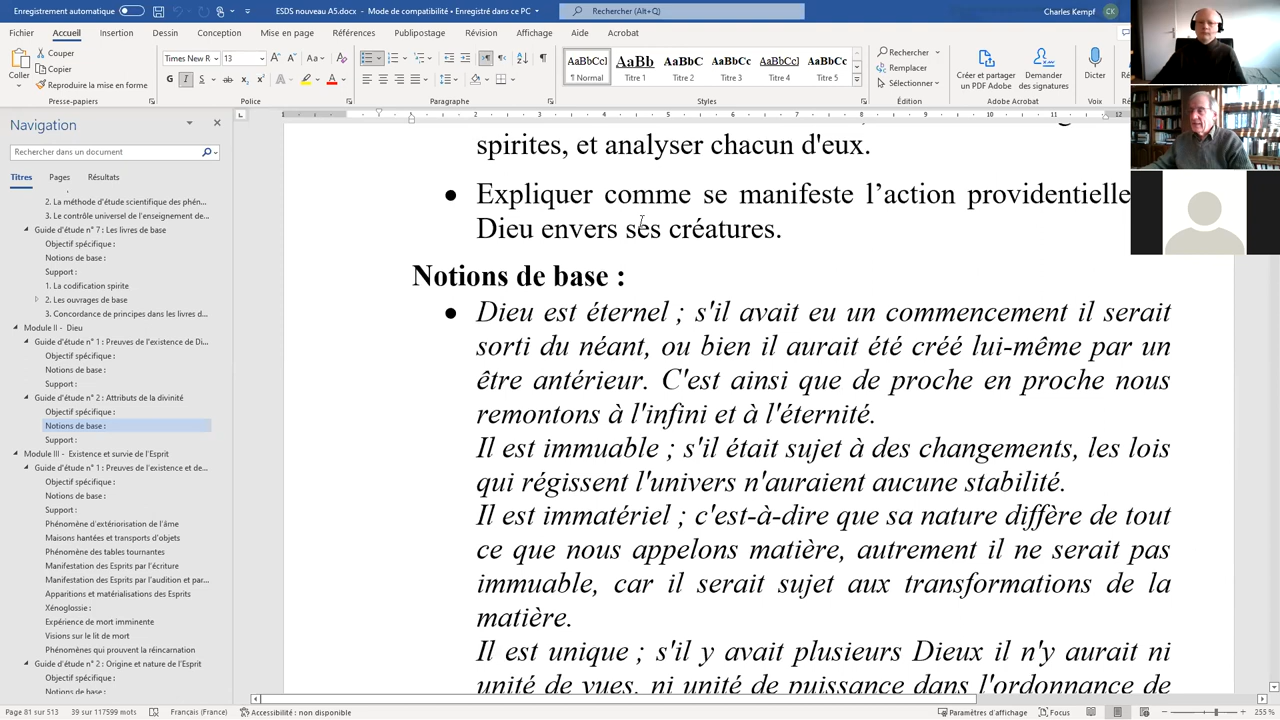 Enregistrement automatique
ESDS nouveau A5.docx - Mode de compatibilité • Enregistré dans ce PC
Rechercher (Alt+Q)
Charles Kempf
CK
Fichier Accueil Insertion Dessin Conception Mise en page Références Publipostage Révision Affichage Aide Acrobat
Coller
Couper
Copier
Reproduire la mise en forme
Presse-papiers
Times New R 13
G I S ab x₂ x²
Police
Paragraphe
AaBbCcI AaBb AaBbC AaBbCc AaBbCcI AaBbCc
¶ Normal Titre 1 Titre 2 Titre 3 Titre 4 Titre 5
Styles
Rechercher
Remplacer
Sélectionner
Édition
Créer et partager
un PDF Adobe
Demander
des signatures
Adobe Acrobat
Dicter
Voix
Navigation
Rechercher dans un document
Titres Pages Résultats
2. La méthode d'étude scientifique des phén...
3. Le contrôle universel de l'enseignement de...
Guide d'étude n° 7 : Les livres de base
Objectif spécifique :
Notions de base :
Support :
1. La codification spirite
2. Les ouvrages de base
3. Concordance de principes dans les livres d...
Module II - Dieu
Guide d'étude n° 1 : Preuves de l'existence de Di...
Objectif spécifique :
Notions de base :
Support :
Guide d'étude n° 2 : Attributs de la divinité
Objectif spécifique :
Notions de base :
Support :
Module III - Existence et survie de l'Esprit
Guide d'étude n° 1 : Preuves de l'existence et de...
Objectif spécifique :
Notions de base :
Support :
Phénomène d'extériorisation de l'âme
Maisons hantées et transports d'objets
Phénomène des tables tournantes
Manifestation des Esprits par l'écriture
Manifestation des Esprits par l'audition et par...
Apparitions et matérialisations des Esprits
Xénoglossie :
Expérience de mort imminente
Visions sur le lit de mort
Phénomènes qui prouvent la réincarnation
Guide d'étude n° 2 : Origine et nature de l'Esprit
Objectif spécifique :
Notions de base :
spirites, et analyser chacun d'eux.
● Expliquer comme se manifeste l’action providentielle
Dieu envers ses créatures.
Notions de base :
● Dieu est éternel ; s'il avait eu un commencement il serait
sorti du néant, ou bien il aurait été créé lui-même par un
être antérieur. C'est ainsi que de proche en proche nous
remontons à l'infini et à l'éternité.
Il est immuable ; s'il était sujet à des changements, les lois
qui régissent l'univers n'auraient aucune stabilité.
Il est immatériel ; c'est-à-dire que sa nature diffère de tout
ce que nous appelons matière, autrement il ne serait pas
immuable, car il serait sujet aux transformations de la
matière.
Il est unique ; s'il y avait plusieurs Dieux il n'y aurait ni
unité de vues, ni unité de puissance dans l'ordonnance de
Page 81 sur 513 39 sur 117599 mots Français (France) Accessibilité : non disponible Paramètres d'affichage Focus 255 %